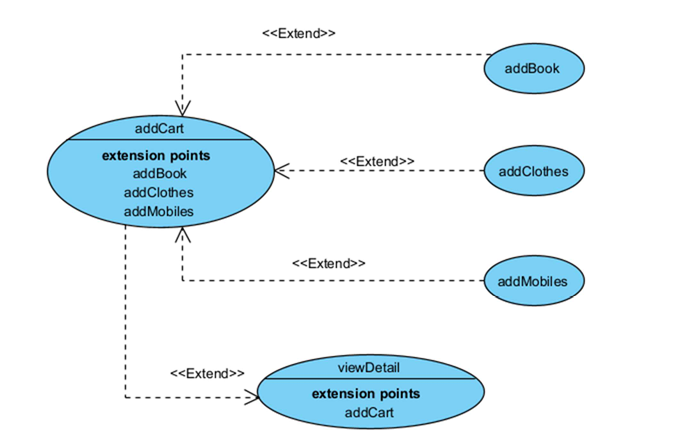 <<Extend>>
addBook
addCart
extension points
addBook
addClothes
addMobiles
<<Extend>>
addClothes
<<Extend>>
addMobiles
<<Extend>>
viewDetail
extension points
addCart